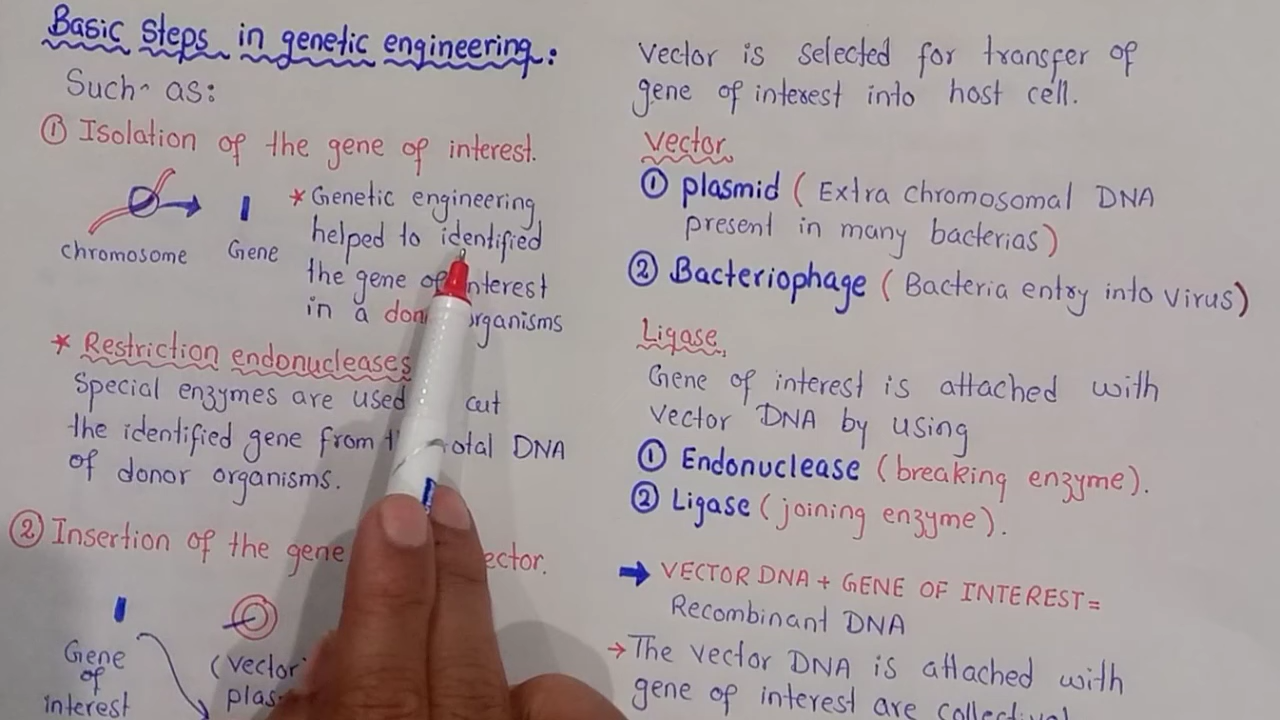 Basic Steps in genetic engineering:
Such as:
① Isolation of the gene of interest.
chromosome
Gene
* Genetic engineering
helped to identified
the gene of interest
in a organisms
* Restriction endonucleases
Special enzymes are used cut
the identified gene from DNA
of donor organisms.
② Insertion of the gene
Gene
of
interest
(vector
vector is selected for transfer of
gene of interest into host cell.
vector
① plasmid (Extra chromosomal DNA
present in many bacterias)
② Bacteriophage (Bacteria entry into virus)
Ligase
Gene of interest is attached with
vector DNA by using
① Endonuclease (breaking enzyme).
② Ligase (joining enzyme).
➡ VECTOR DNA + GENE OF INTEREST =
Recombinant DNA
→ The vector DNA is attached with
gene of interest are